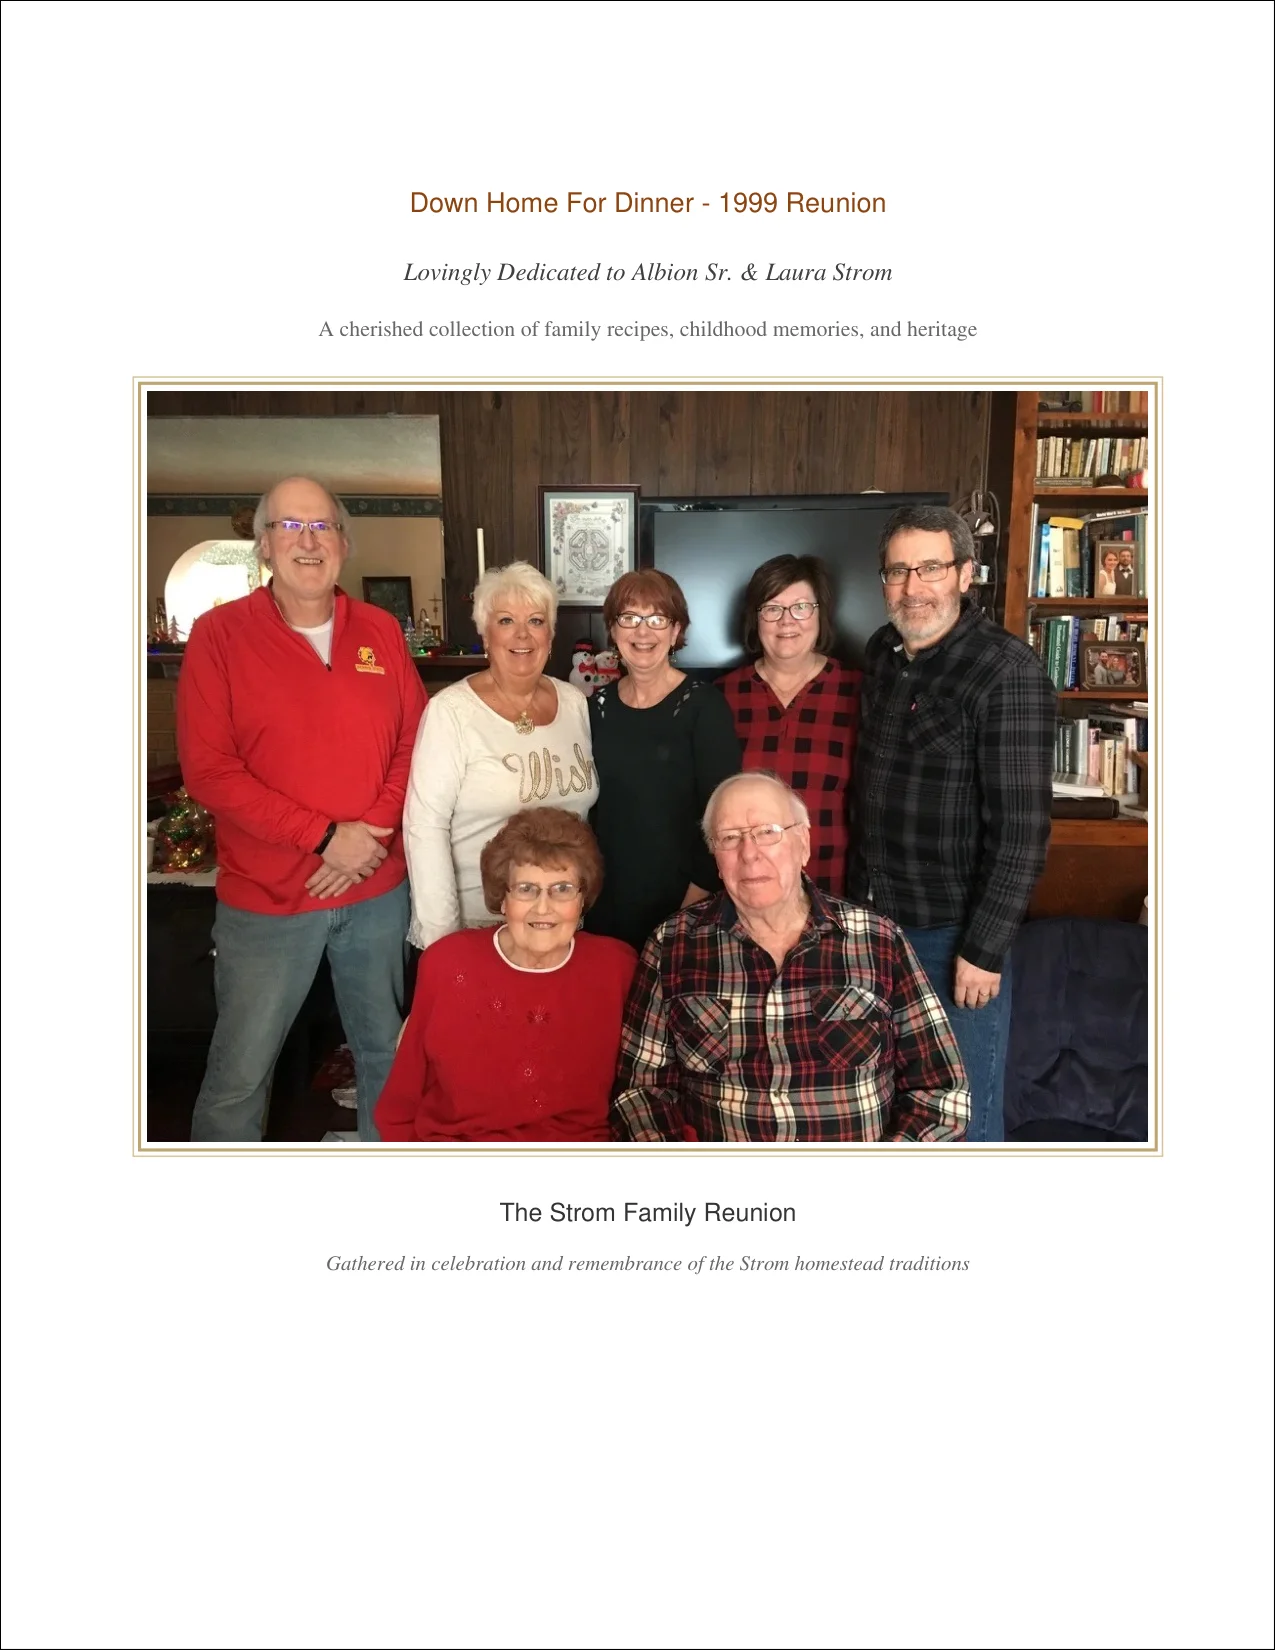 Down Home For Dinner - 1999 Reunion
Lovingly Dedicated to Albion Sr. & Laura Strom
A cherished collection of family recipes, childhood memories, and heritage
Wish
The Strom Family Reunion
Gathered in celebration and remembrance of the Strom homestead traditions